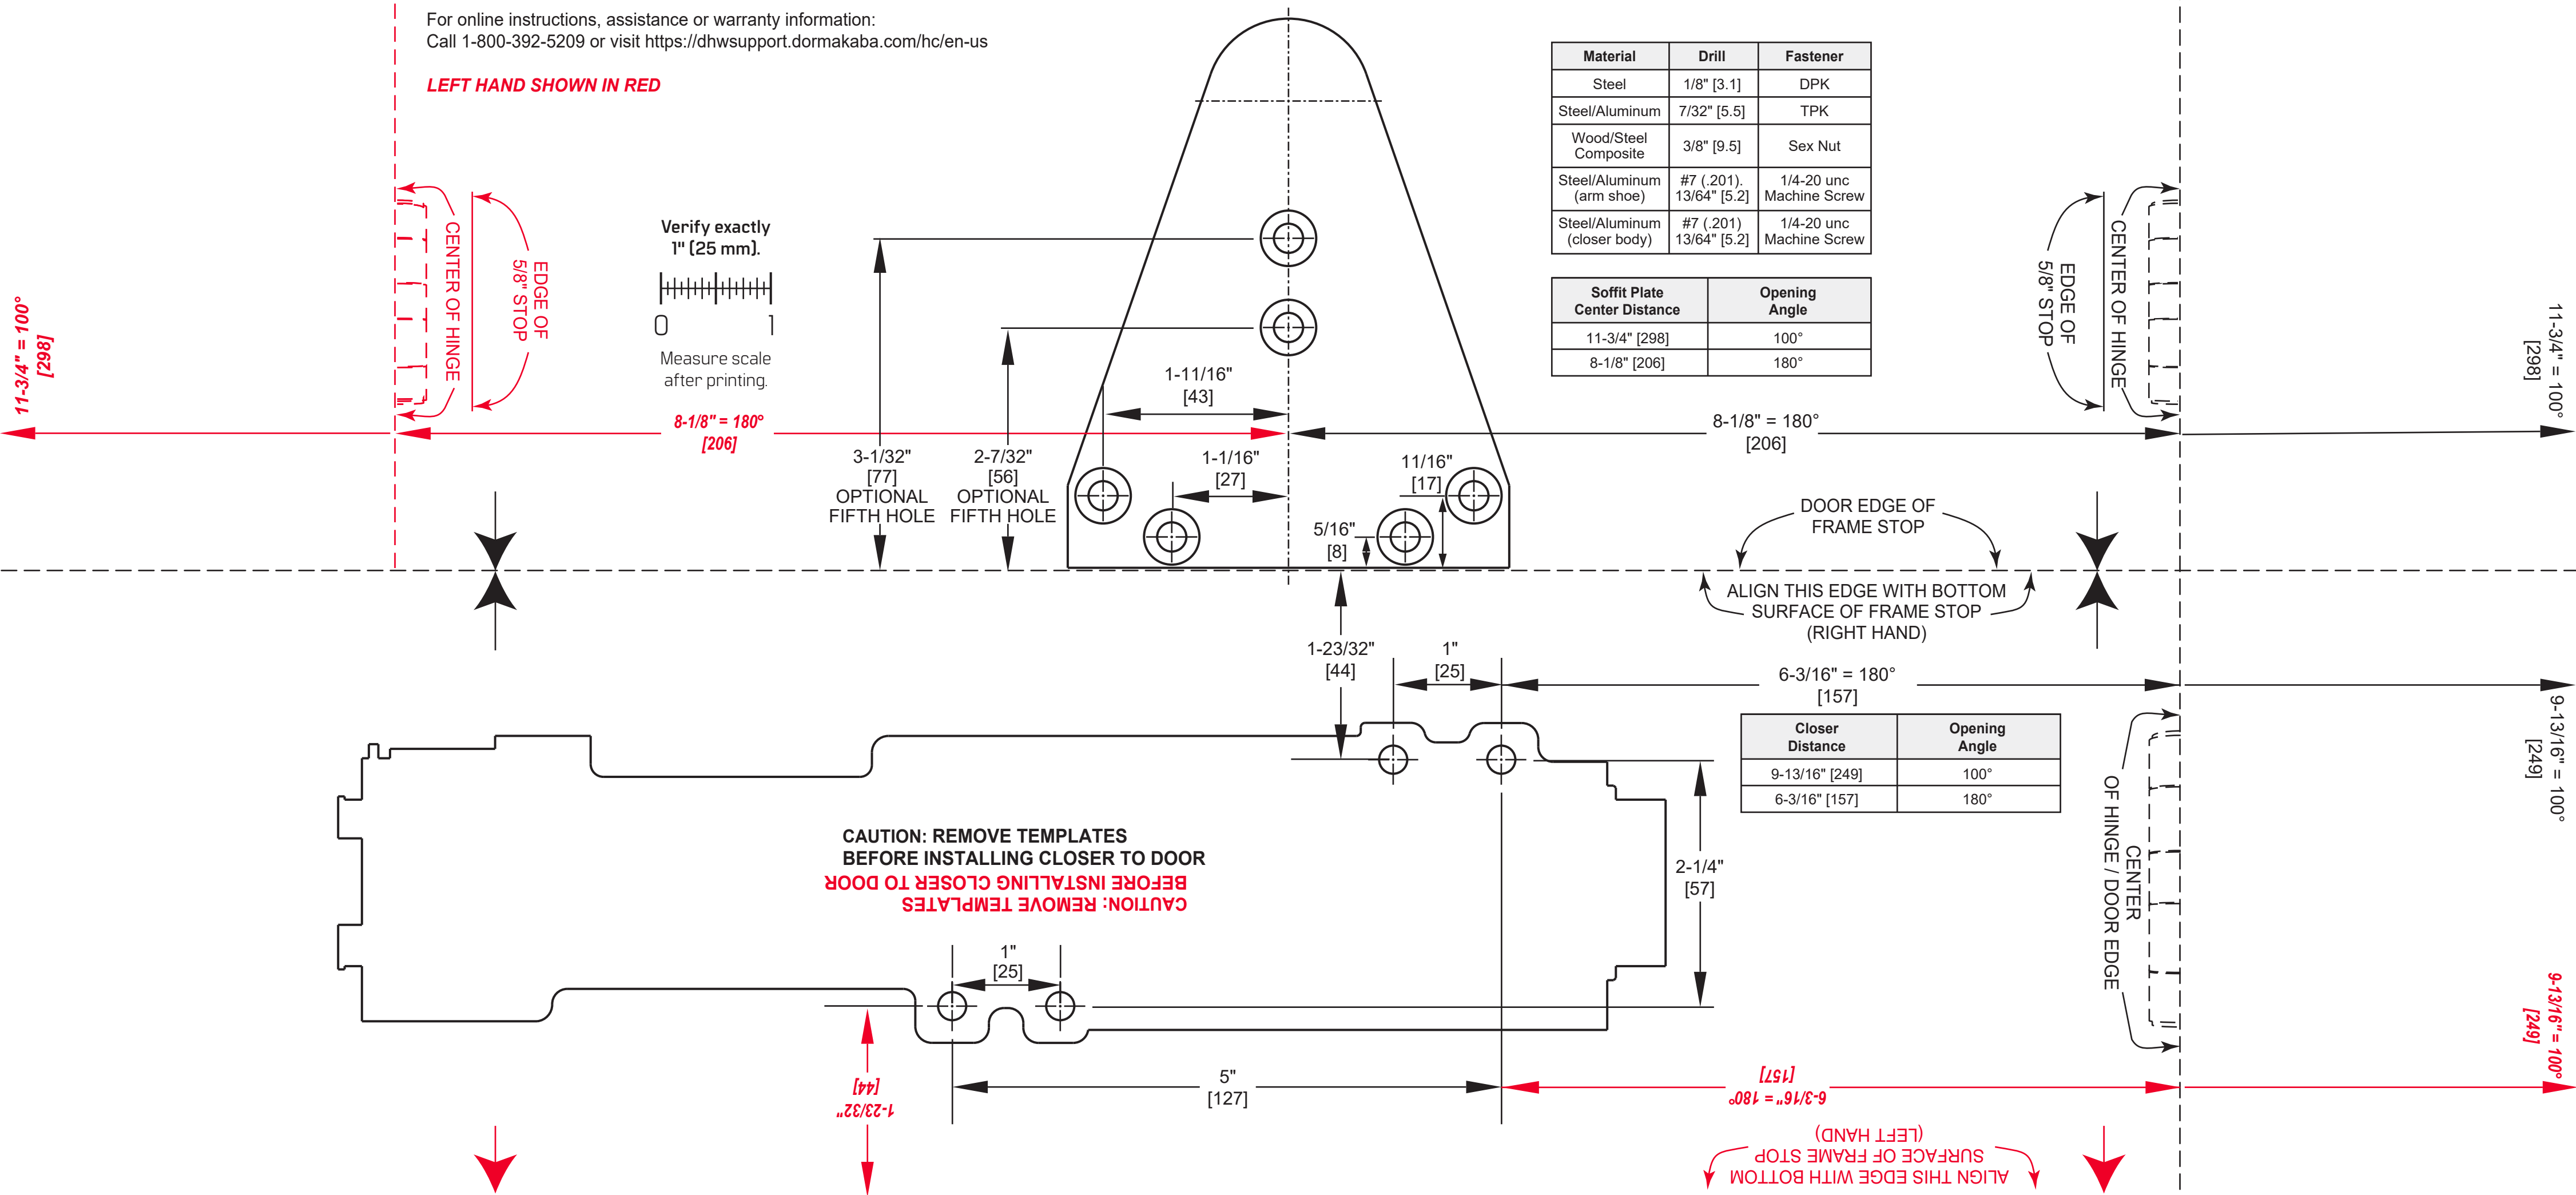 For online instructions, assistance or warranty information:
Call 1-800-392-5209 or visit https://dhwsupport.dormakaba.com/hc/en-us
LEFT HAND SHOWN IN RED
Material Drill Fastener
Steel 1/8" [3.1] DPK
Steel/Aluminum 7/32" [5.5] TPK
Wood/Steel
Composite 3/8" [9.5] Sex Nut
Steel/Aluminum #7 (.201). 1/4-20 unc
(arm shoe) 13/64" [5.2] Machine Screw
Steel/Aluminum #7 (.201) 1/4-20 unc
(closer body) 13/64" [5.2] Machine Screw
Soffit Plate Opening
Center Distance Angle
11-3/4" [298] 100°
8-1/8" [206] 180°
11-3/4" = 100°
[298]
CENTER OF HINGE
EDGE OF
5/8" STOP
Verify exactly
1" (25 mm).
0 1
Measure scale
after printing.
8-1/8" = 180°
[206]
3-1/32"
[77]
OPTIONAL
FIFTH HOLE
2-7/32"
[56]
OPTIONAL
FIFTH HOLE
1-11/16"
[43]
1-1/16"
[27]
11/16"
[17]
5/16"
[8]
8-1/8" = 180°
[206]
EDGE OF
5/8" STOP
CENTER OF HINGE
11-3/4" = 100°
[298]
DOOR EDGE OF
FRAME STOP
ALIGN THIS EDGE WITH BOTTOM
SURFACE OF FRAME STOP
(RIGHT HAND)
1-23/32"
[44]
1"
[25]
6-3/16" = 180°
[157]
9-13/16" = 100°
[249]
Closer Opening
Distance Angle
9-13/16" [249] 100°
6-3/16" [157] 180°
CAUTION: REMOVE TEMPLATES
BEFORE INSTALLING CLOSER TO DOOR
CAUTION: REMOVE TEMPLATES
BEFORE INSTALLING CLOSER TO DOOR
2-1/4"
[57]
CENTER
OF HINGE / DOOR EDGE
1"
[25]
1-23/32"
[44]
5"
[127]
6-3/16" = 180°
[157]
9-13/16" = 100°
[249]
ALIGN THIS EDGE WITH BOTTOM
SURFACE OF FRAME STOP
(LEFT HAND)